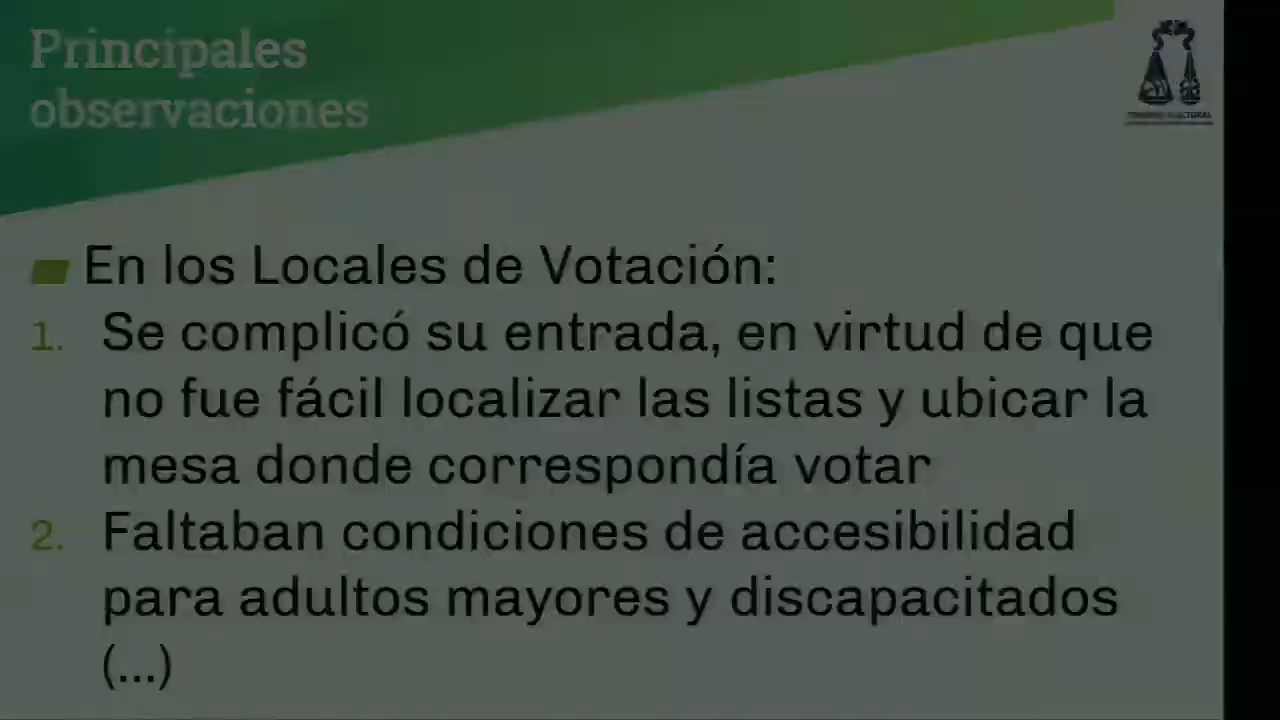 Principales
observaciones
En los Locales de Votación:
1. Se complicó su entrada, en virtud de que
no fue fácil localizar las listas y ubicar la
mesa donde correspondía votar
2. Faltaban condiciones de accesibilidad
para adultos mayores y discapacitados
(...)